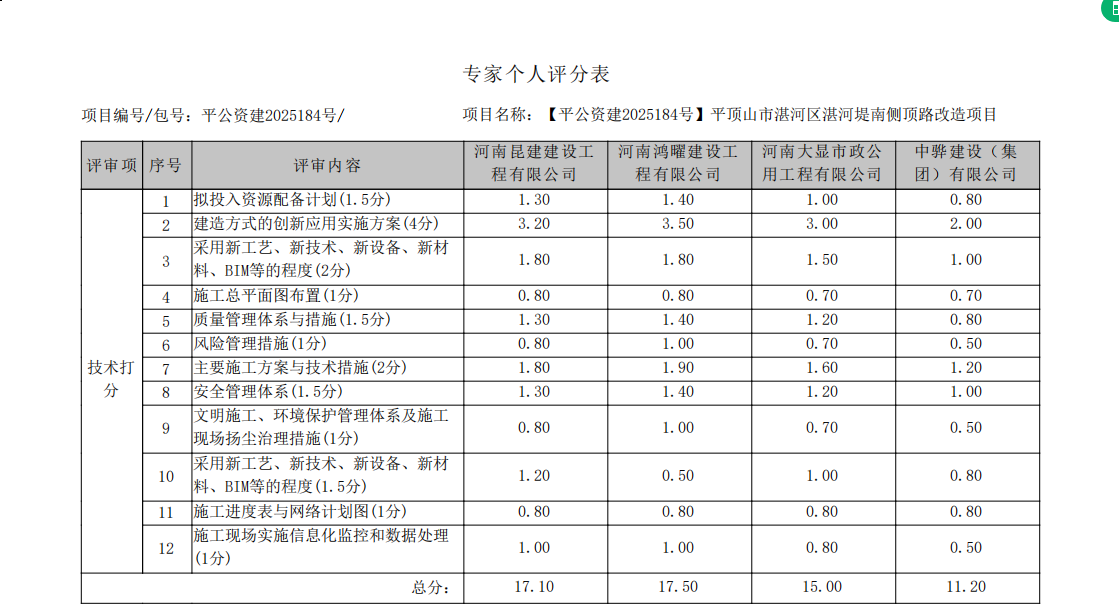 专家个人评分表
项目编号/包号：平公资建2025184号/ 项目名称：【平公资建2025184号】平顶山市湛河区湛河堤南侧顶路改造项目
评审项 序号 评审内容 河南昆建建设工程有限公司 河南鸿曜建设工程有限公司 河南大显市政公用工程有限公司 中骅建设（集团）有限公司
技术打分
1 拟投入资源配备计划(1.5分) 1.30 1.40 1.00 0.80
2 建造方式的创新应用实施方案(4分) 3.20 3.50 3.00 2.00
3 采用新工艺、新技术、新设备、新材料、BIM等的程度(2分) 1.80 1.80 1.50 1.00
4 施工总平面图布置(1分) 0.80 0.80 0.70 0.70
5 质量管理体系与措施(1.5分) 1.30 1.40 1.20 0.80
6 风险管理措施(1分) 0.80 1.00 0.70 0.50
7 主要施工方案与技术措施(2分) 1.80 1.90 1.60 1.20
8 安全管理体系(1.5分) 1.30 1.40 1.20 1.00
9 文明施工、环境保护管理体系及施工现场扬尘治理措施(1分) 0.80 1.00 0.70 0.50
10 采用新工艺、新技术、新设备、新材料、BIM等的程度(1.5分) 1.20 0.50 1.00 0.80
11 施工进度表与网络计划图(1分) 0.80 0.80 0.80 0.80
12 施工现场实施信息化监控和数据处理(1分) 1.00 1.00 0.80 0.50
总分： 17.10 17.50 15.00 11.20